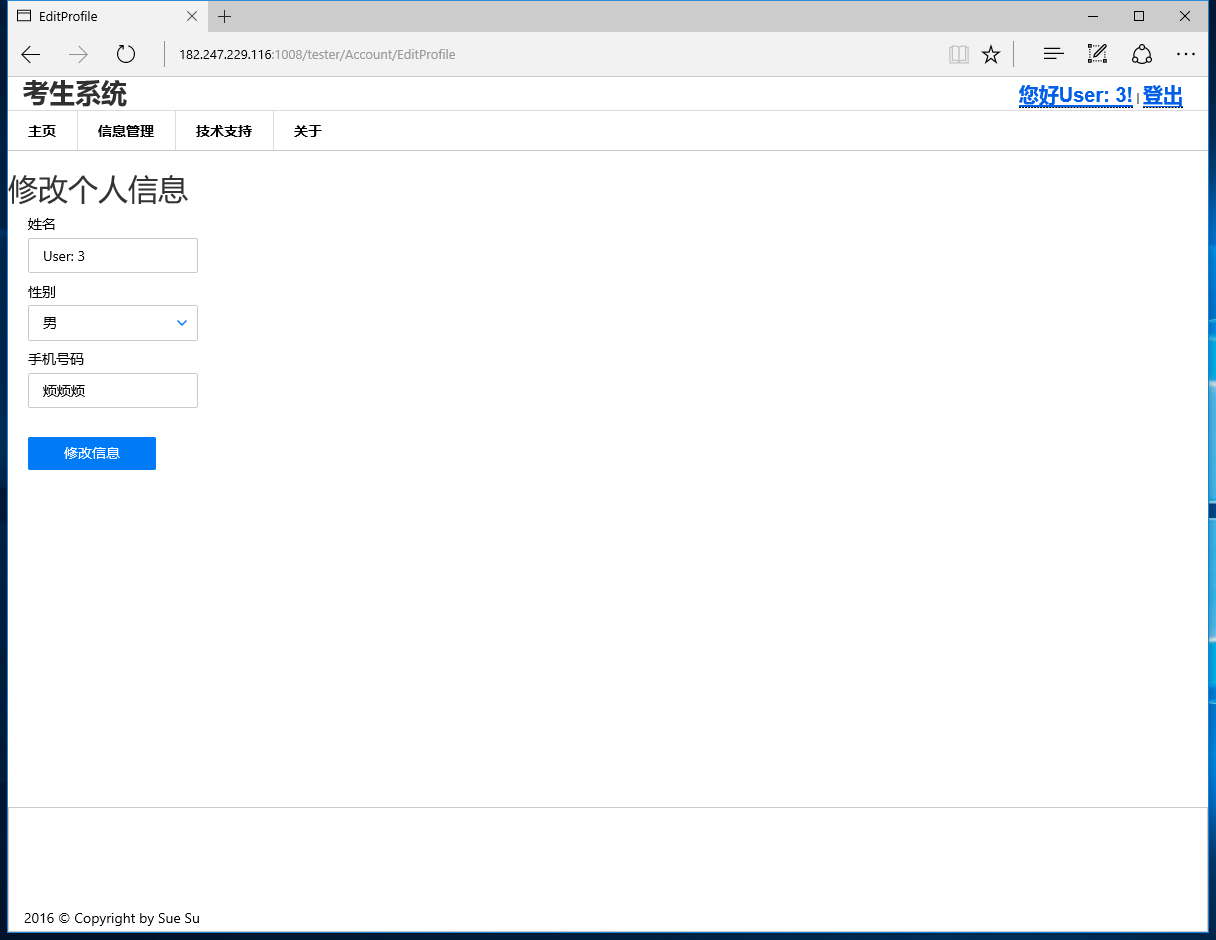 EditProfile
182.247.229.116:1008/tester/Account/EditProfile
考生系统
您好User: 3! | 登出
主页 信息管理 技术支持 关于
修改个人信息
姓名
User: 3
性别
男
手机号码
烦烦烦
修改信息
2016 © Copyright by Sue Su